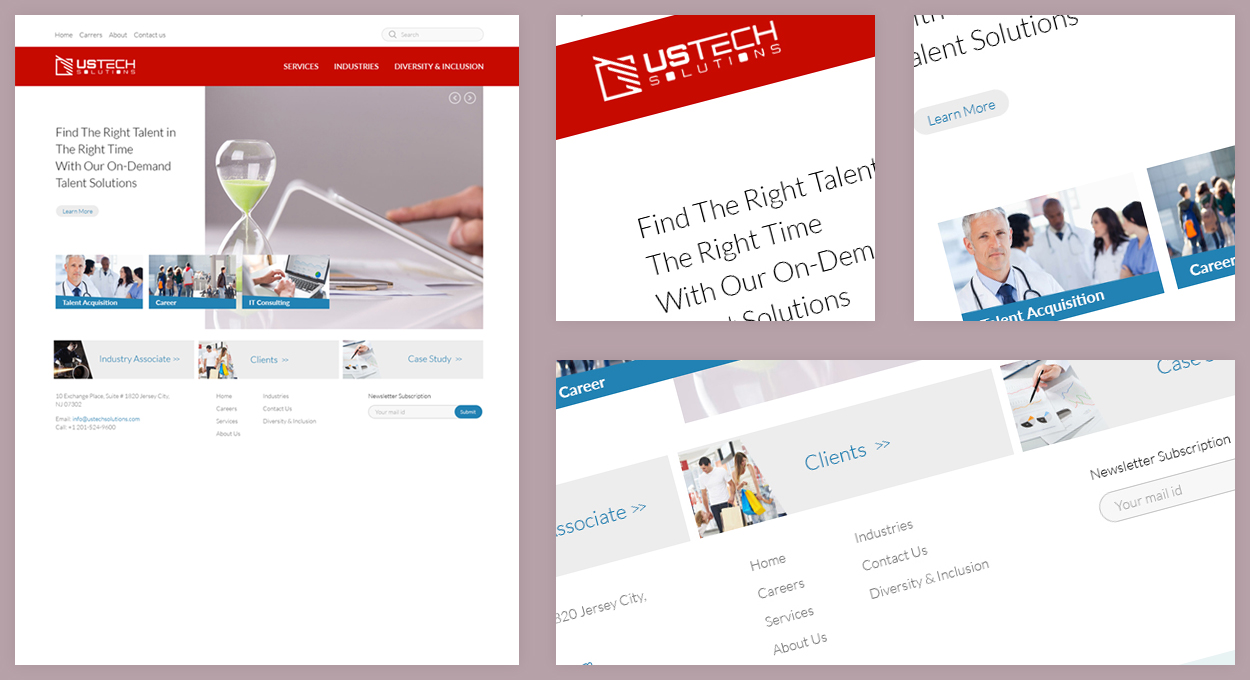 Home Carrers About Contact us
Search
USTECH
SOLUTIONS
SERVICES INDUSTRIES DIVERSITY & INCLUSION
Find The Right Talent in
The Right Time
With Our On-Demand
Talent Solutions
Learn More
Talent Acquisition
Career
IT Consulting
Industry Associate >>
Clients >>
Case Study >>
10 Exchange Place, Suite # 1820 Jersey City,
NJ 07302
Email: info@ustechsolutions.com
Call: +1 201-524-9600
Home
Careers
Services
About Us
Industries
Contact Us
Diversity & Inclusion
Newsletter Subscription
Your mail id
Submit
USTECH
SOLUTIONS
Find The Right Talent
The Right Time
With Our On-Dem
Solutions
alent Solutions
Learn More
Talent Acquisition
Career
Career
ssociate >>
Clients >>
Case S
820 Jersey City,
Home
Careers
Services
About Us
Industries
Contact Us
Diversity & Inclusion
Newsletter Subscription
Your mail id